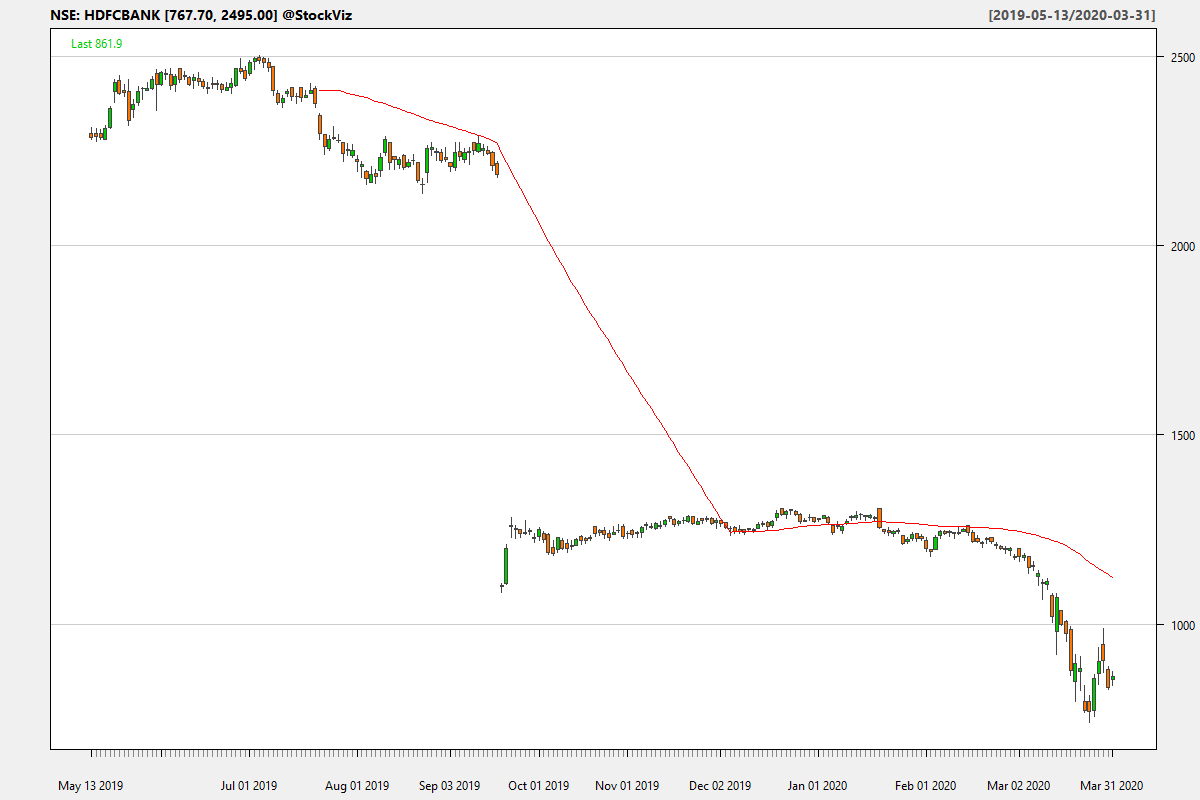 NSE: HDFCBANK [767.70, 2495.00] @StockViz
[2019-05-13/2020-03-31]
Last 861.9
2500
2000
1500
1000
May 13 2019
Jul 01 2019
Aug 01 2019
Sep 03 2019
Oct 01 2019
Nov 01 2019
Dec 02 2019
Jan 01 2020
Feb 01 2020
Mar 02 2020
Mar 31 2020